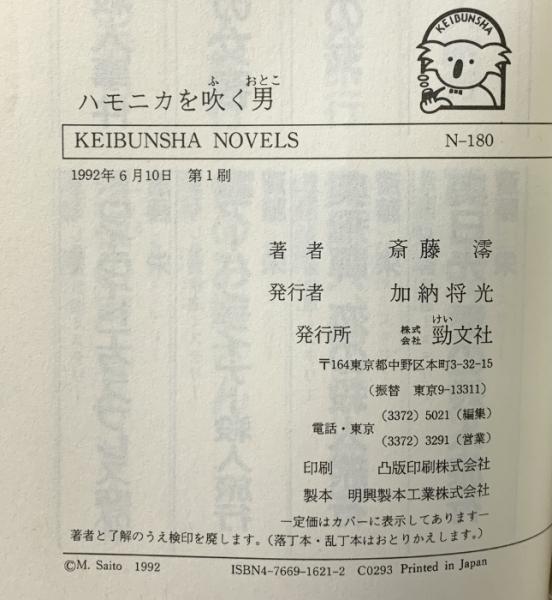 KEIBUNSHA
ハモニカを吹く男
ふ おとこ
KEIBUNSHA NOVELS N-180
1992年6月10日 第1刷
著者 斎藤澪
発行者 加納将光
発行所 株式会社 勁文社
けい
〒164東京都中野区本町3-32-15
(振替 東京9-13311)
電話・東京 (3372) 5021 (編集)
(3372) 3291 (営業)
印刷 凸版印刷株式会社
製本 明興製本工業株式会社
—定価はカバーに表示してあります—
著者と了解のうえ検印を廃します。(落丁本・乱丁本はおとりかえします。)
©M. Saito 1992 ISBN4-7669-1621-2 C0293 Printed in Japan